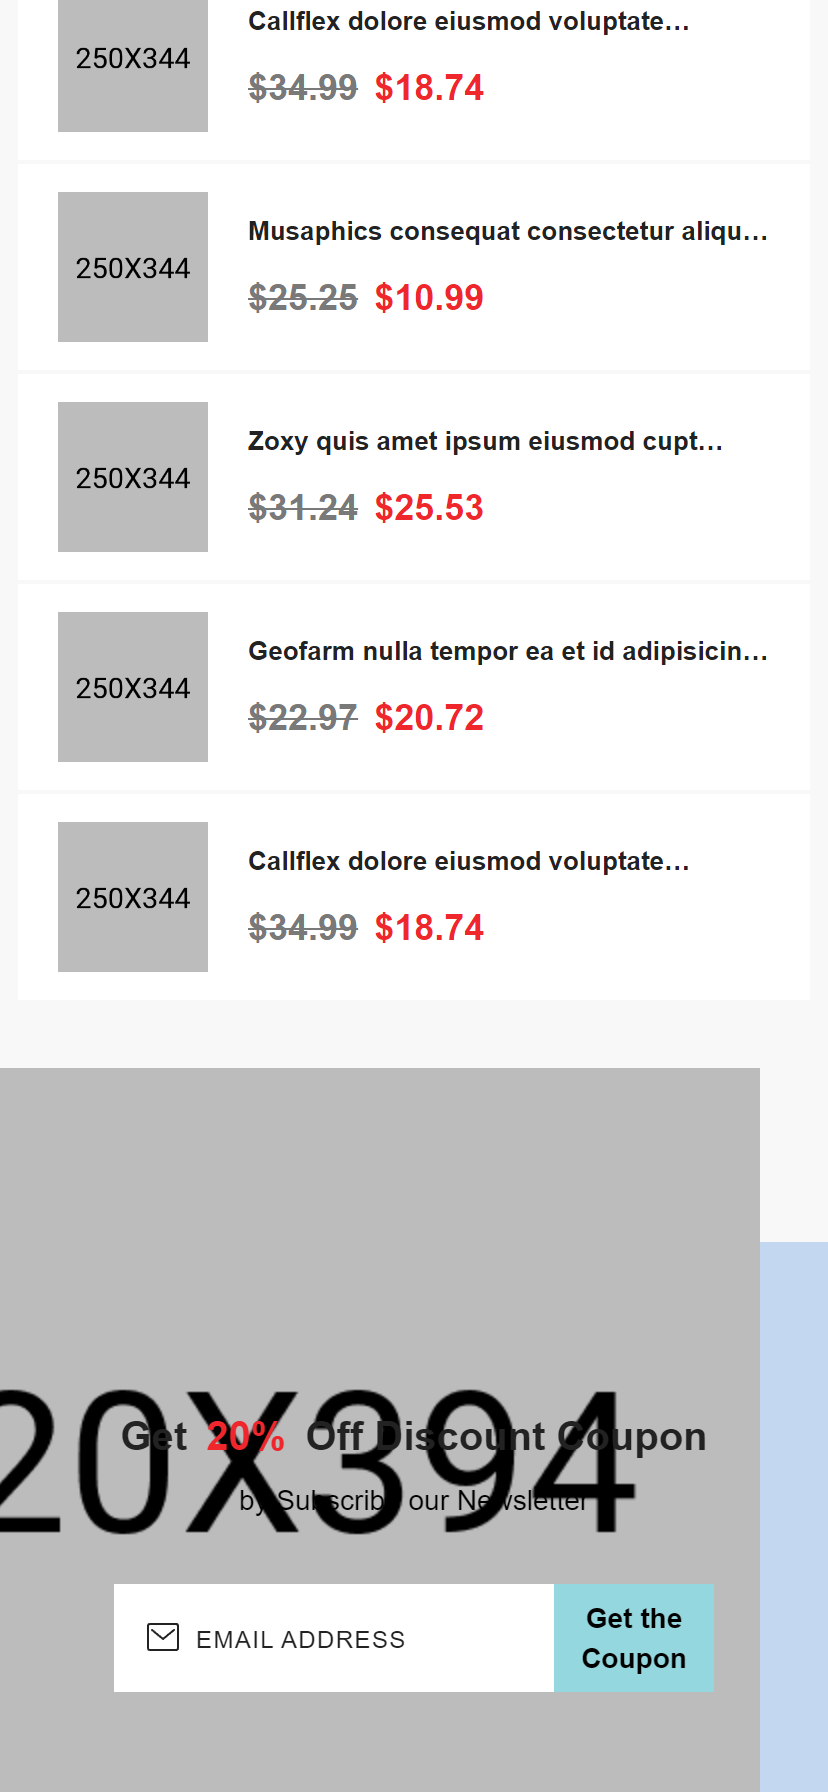 250X344
Callflex dolore eiusmod voluptate...
$34.99 $18.74
250X344
Musaphics consequat consectetur aliqu...
$25.25 $10.99
250X344
Zoxy quis amet ipsum eiusmod cupt...
$31.24 $25.53
250X344
Geofarm nulla tempor ea et id adipisicin...
$22.97 $20.72
250X344
Callflex dolore eiusmod voluptate...
$34.99 $18.74
20X394
Get 20% Off Discount Coupon
by Subscribe our Newsletter
EMAIL ADDRESS
Get the
Coupon